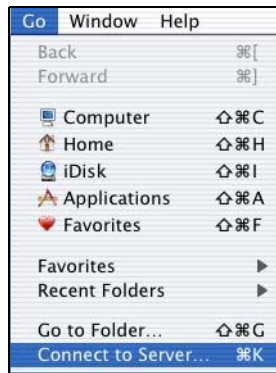 Go Window Help
Back ⌘[
Forward ⌘]
Computer ⇧⌘C
Home ⇧⌘H
iDisk ⇧⌘I
Applications ⇧⌘A
Favorites ⇧⌘F
Favorites ▶
Recent Folders ▶
Go to Folder... ⇧⌘G
Connect to Server... ⌘K